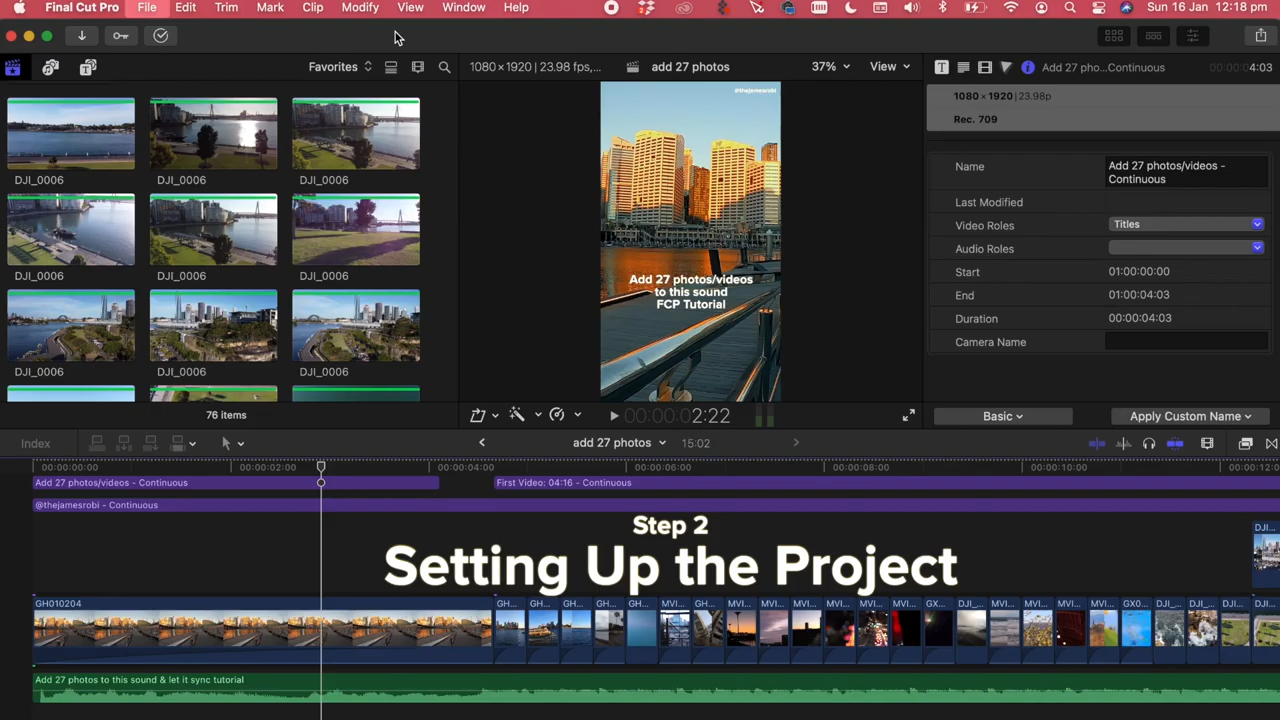 Final Cut Pro File Edit Trim Mark Clip Modify View Window Help Sun 16 Jan 12:18 pm
Favorites 1080×1920 | 23.98 fps,... add 27 photos 37% View Add 27 pho...Continuous 00:00:04:03
1080 × 1920 | 23.98p
Rec. 709
@thejamesrobi
Add 27 photos/videos
to this sound
FCP Tutorial
Name Add 27 photos/videos -
Continuous
Last Modified
Video Roles Titles
Audio Roles
Start 01:00:00:00
End 01:00:04:03
Duration 00:00:04:03
Camera Name
DJI_0006 DJI_0006 DJI_0006
DJI_0006 DJI_0006 DJI_0006
DJI_0006 DJI_0006 DJI_0006
76 items 00:00:00:02:22 Basic Apply Custom Name
Index add 27 photos 15:02
00:00:00:00 00:00:02:00 00:00:04:00 00:00:06:00 00:00:08:00 00:00:10:00 00:00:12:0
Add 27 photos/videos - Continuous First Video: 04:16 - Continuous
@thejamesrobi - Continuous
Step 2
Setting Up the Project
DJI...
GH010204 GH... GH... GH... GH... GH... MVI... GH... MVI... MVI... MVI... MVI... MVI... GX... DJI_... MVI... MVI... MVI... MVI... GX0... DJI_... DJI_... DJI... DJI...
Add 27 photos to this sound & let it sync tutorial